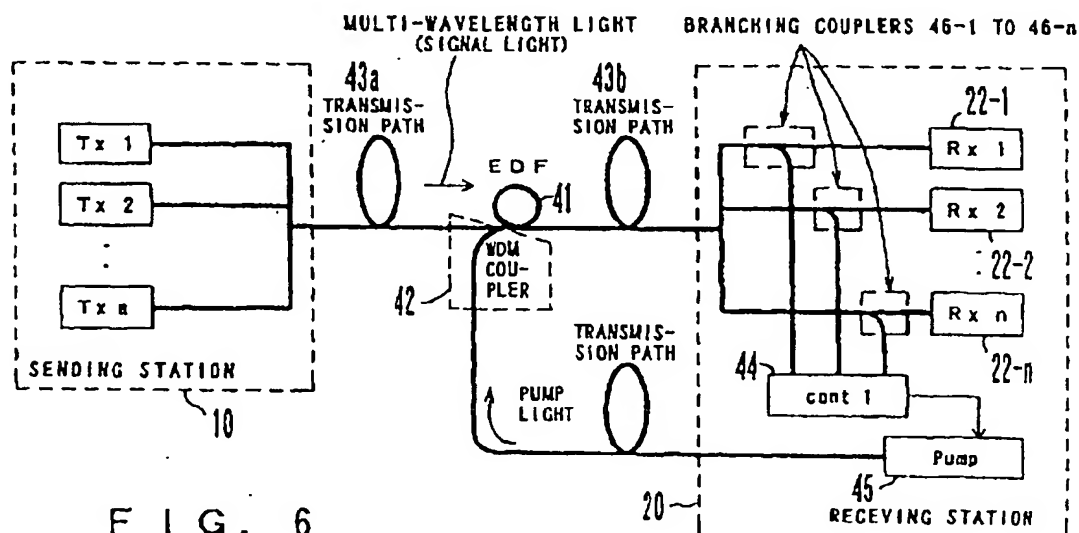 MULTI-WAVELENGTH LIGHT
(SIGNAL LIGHT)
BRANCHING COUPLERS 46-1 TO 46-n
43a
TRANSMIS-
SION PATH
43b
TRANSMIS-
SION PATH
22-1
Tx 1
EDF
41
Rx 1
Tx 2
Rx 2
WDM
COU-
PLER
42
22-2
Tx n
Rx n
TRANSMIS-
SION PATH
22-n
SENDING STATION
44
cont 1
10
PUMP
LIGHT
Pump
45
20
RECEVING STATION
FIG. 6